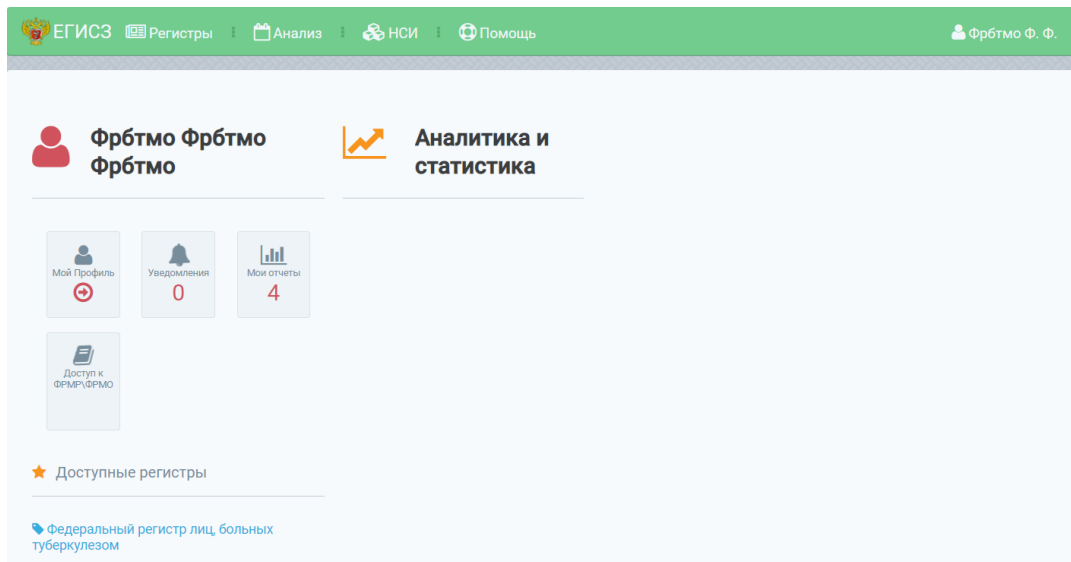 ЕГИСЗ Регистры Анализ НСИ Помощь Фрбтмо Ф. Ф.
Фрбтмо Фрбтмо
Фрбтмо
Аналитика и
статистика
Мой Профиль
Уведомления
0
Мои отчеты
4
Доступ к
ФРМР\ФРМО
Доступные регистры
Федеральный регистр лиц, больных
туберкулезом